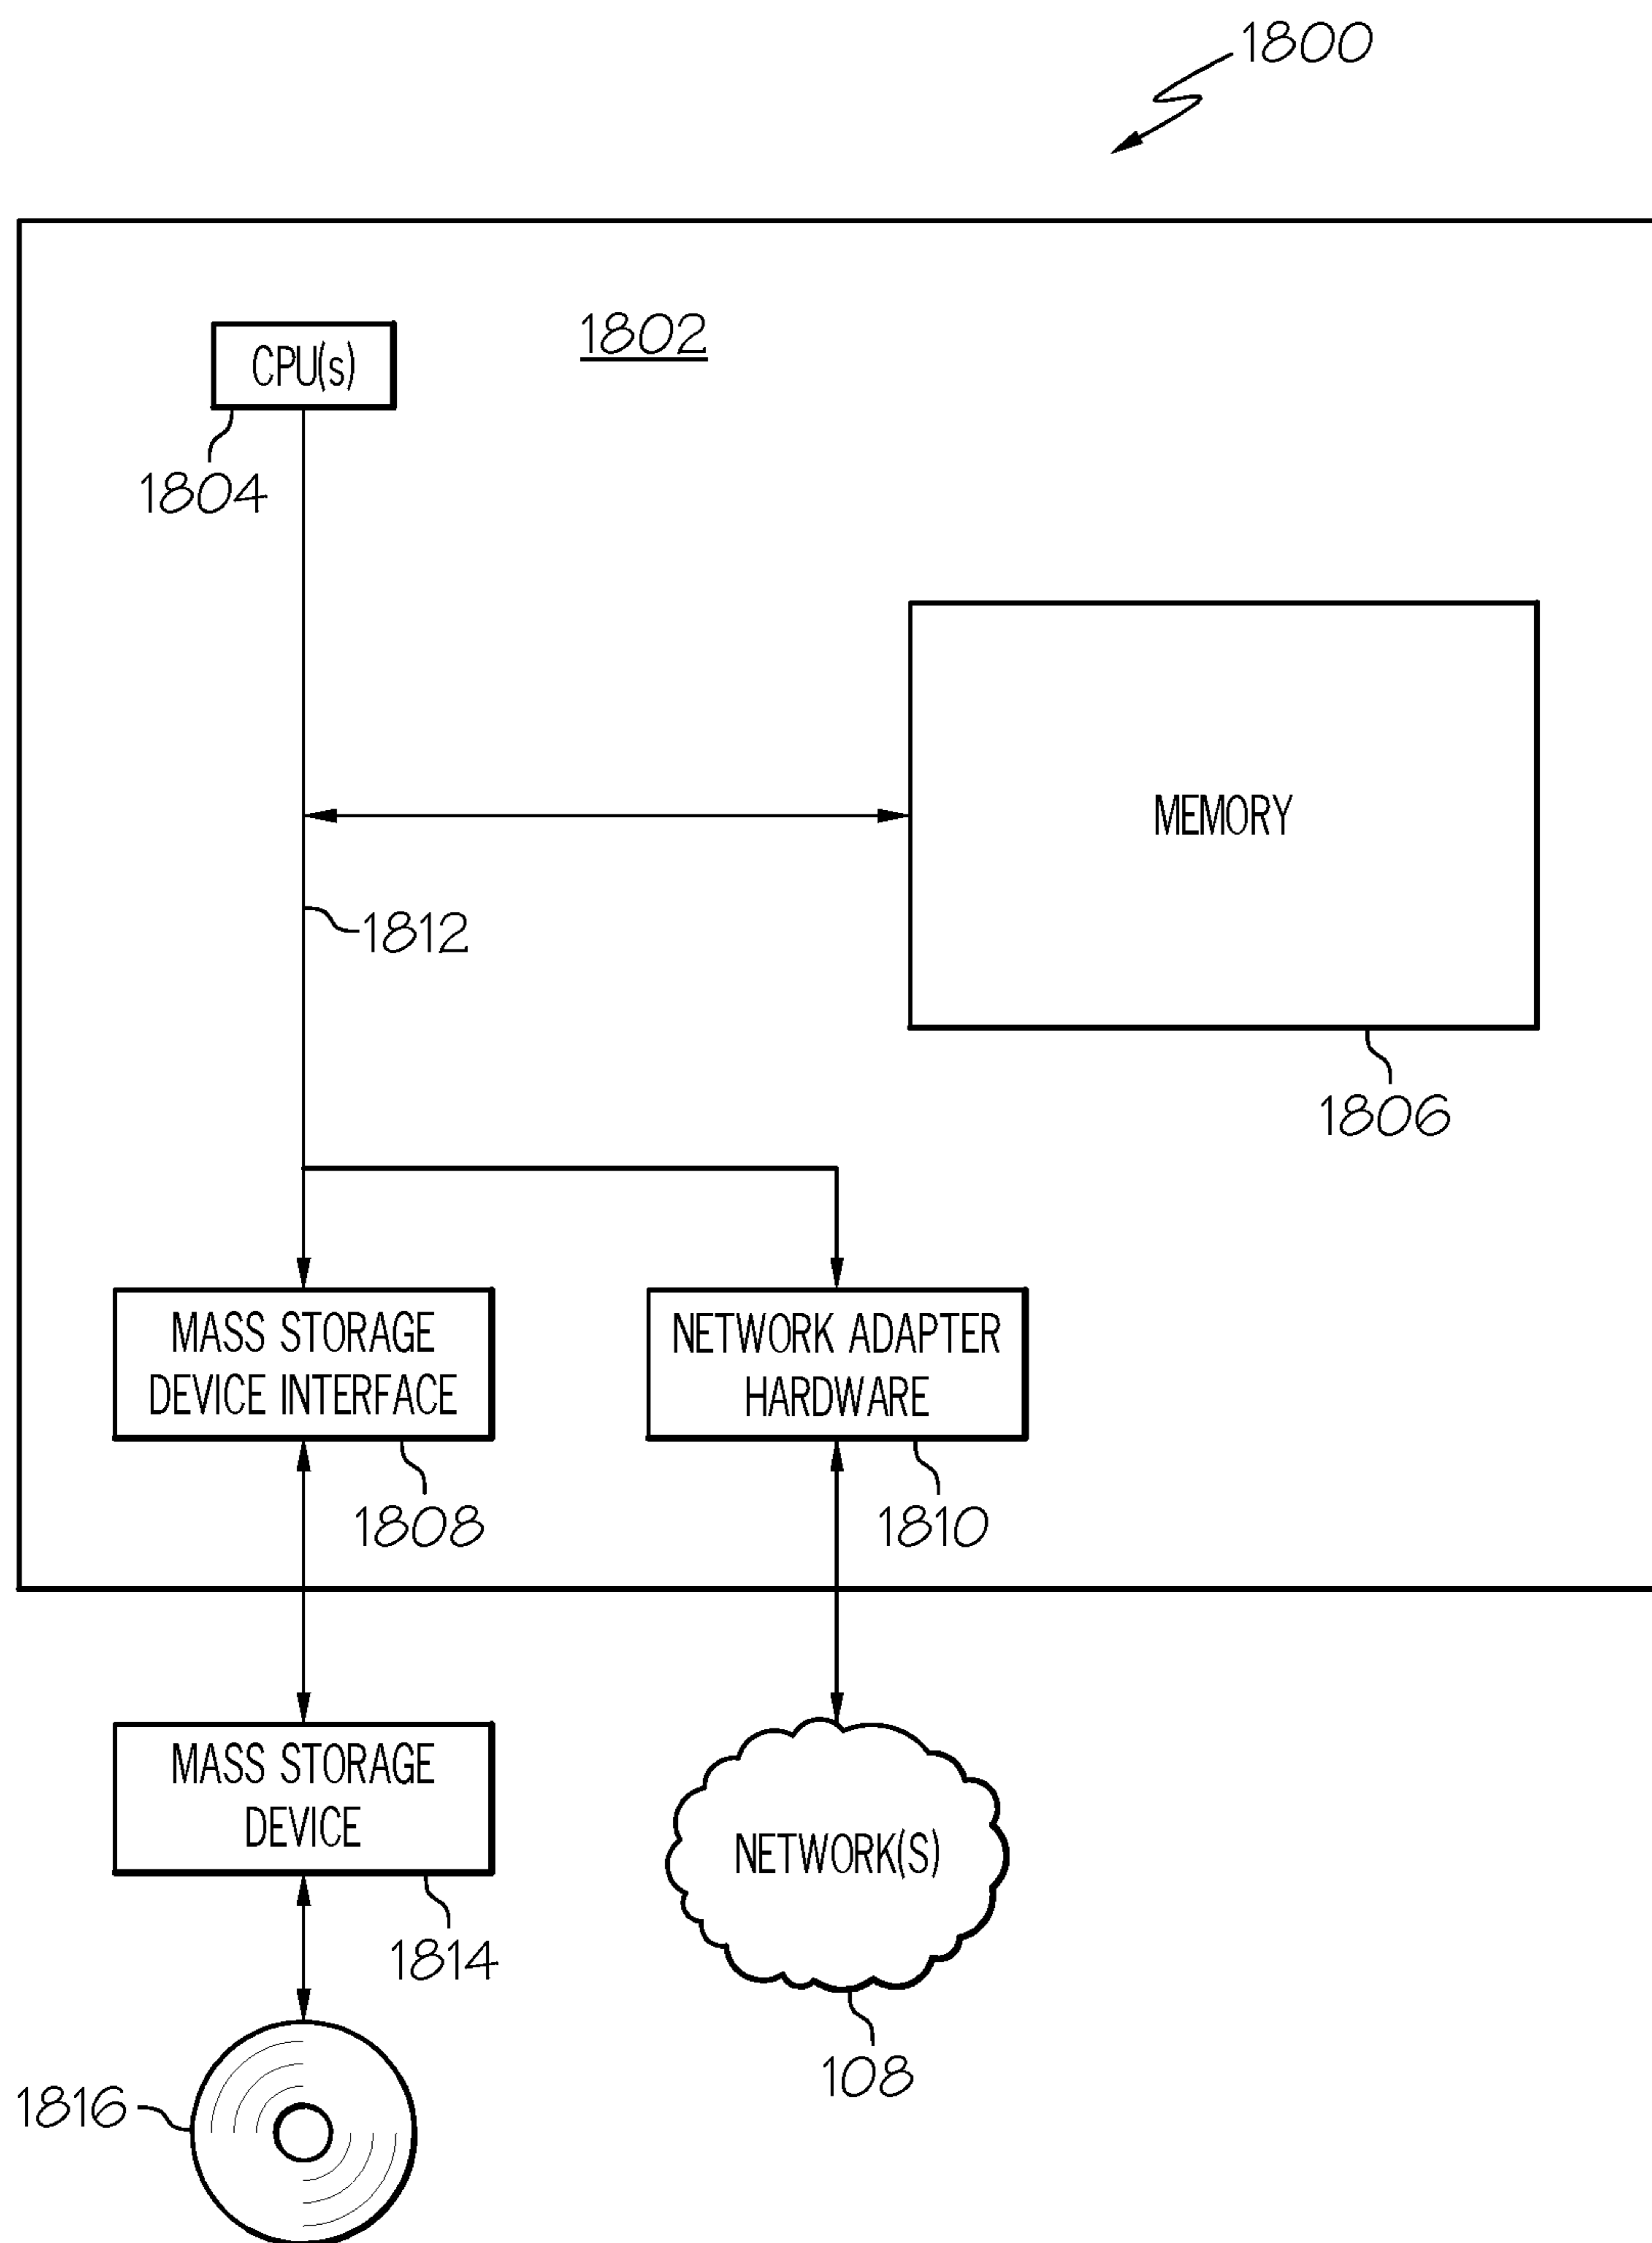 1800
1802
CPU(s)
1804
MEMORY
1812
1806
MASS STORAGE
DEVICE INTERFACE
NETWORK ADAPTER
HARDWARE
1808
1810
MASS STORAGE
DEVICE
NETWORK(S)
1814
108
1816